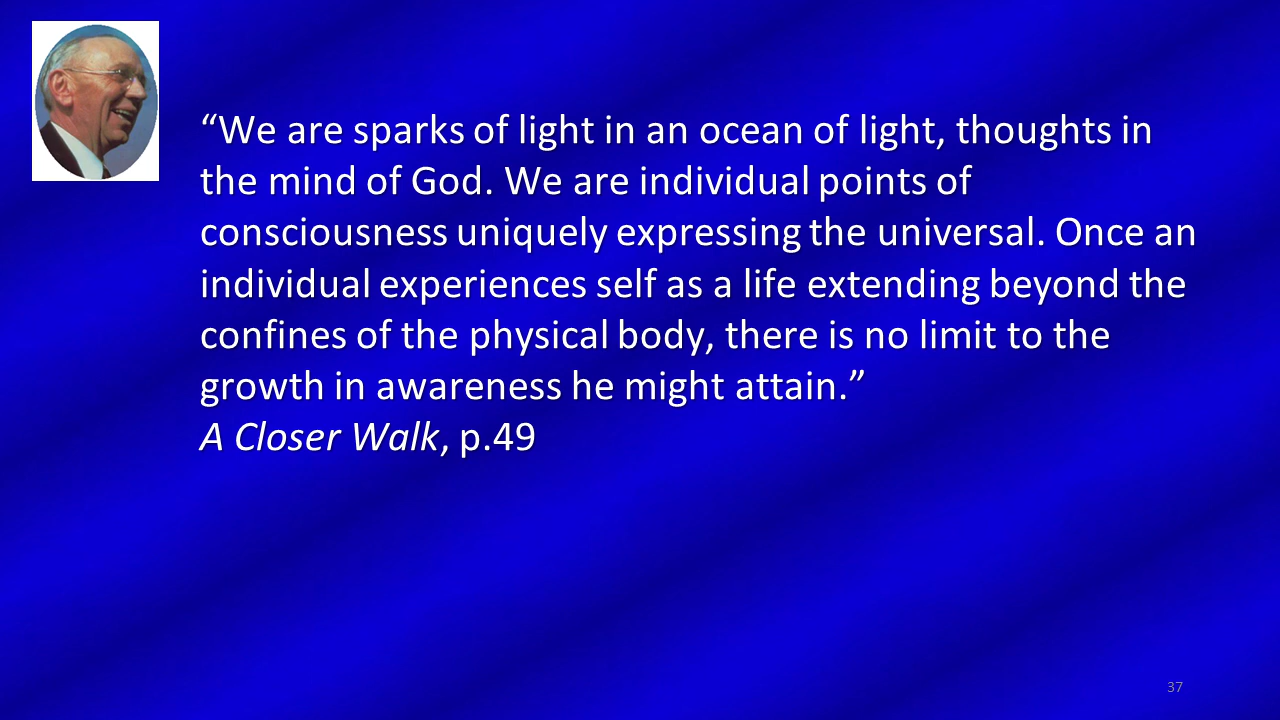 “We are sparks of light in an ocean of light, thoughts in
the mind of God. We are individual points of
consciousness uniquely expressing the universal. Once an
individual experiences self as a life extending beyond the
confines of the physical body, there is no limit to the
growth in awareness he might attain.”
A Closer Walk, p.49
37